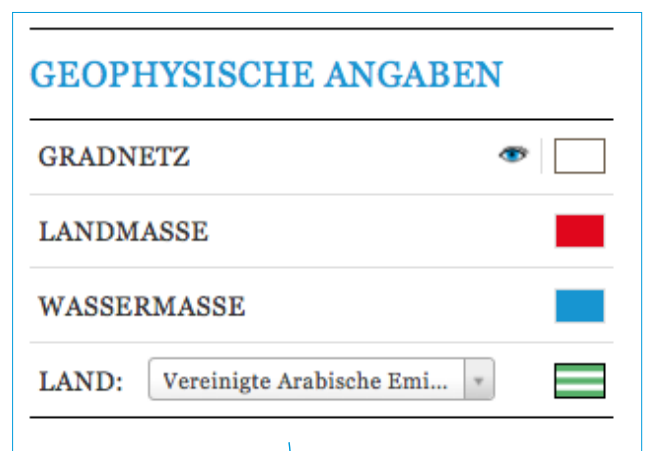 GEOPHYSISCHE ANGABEN
GRADNETZ
LANDMASSE
WASSERMASSE
LAND: Vereinigte Arabische Emi...